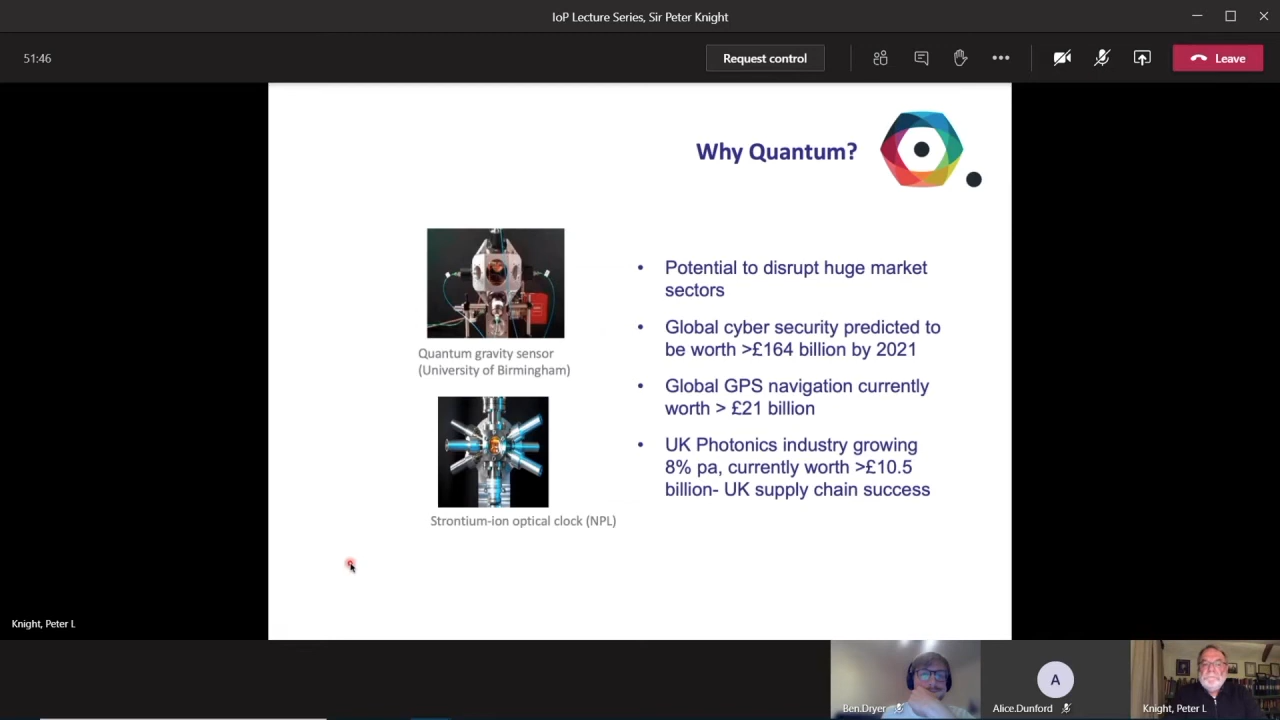 IoP Lecture Series, Sir Peter Knight
51:46
Request control
Leave
Why Quantum?
Quantum gravity sensor
(University of Birmingham)
Strontium-ion optical clock (NPL)
• Potential to disrupt huge market
sectors
• Global cyber security predicted to
be worth >£164 billion by 2021
• Global GPS navigation currently
worth > £21 billion
• UK Photonics industry growing
8% pa, currently worth >£10.5
billion- UK supply chain success
Knight, Peter L
Ben.Dryer
A
Alice.Dunford
Knight, Peter L